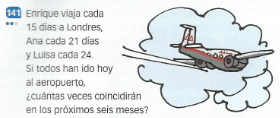 141 Enrique viaja cada
15 días a Londres,
Ana cada 21 días
y Luisa cada 24.
Si todos han ido hoy
al aeropuerto,
¿cuántas veces coincidirán
en los próximos seis meses?